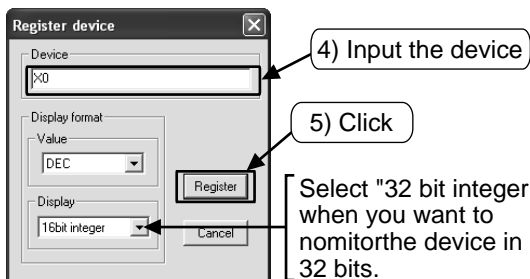 Register device
Device
X0
4) Input the device
Display format
Value
DEC
5) Click
Register
Display
16bit integer
Cancel
Select "32 bit integer
when you want to
nomitorthe device in
32 bits.